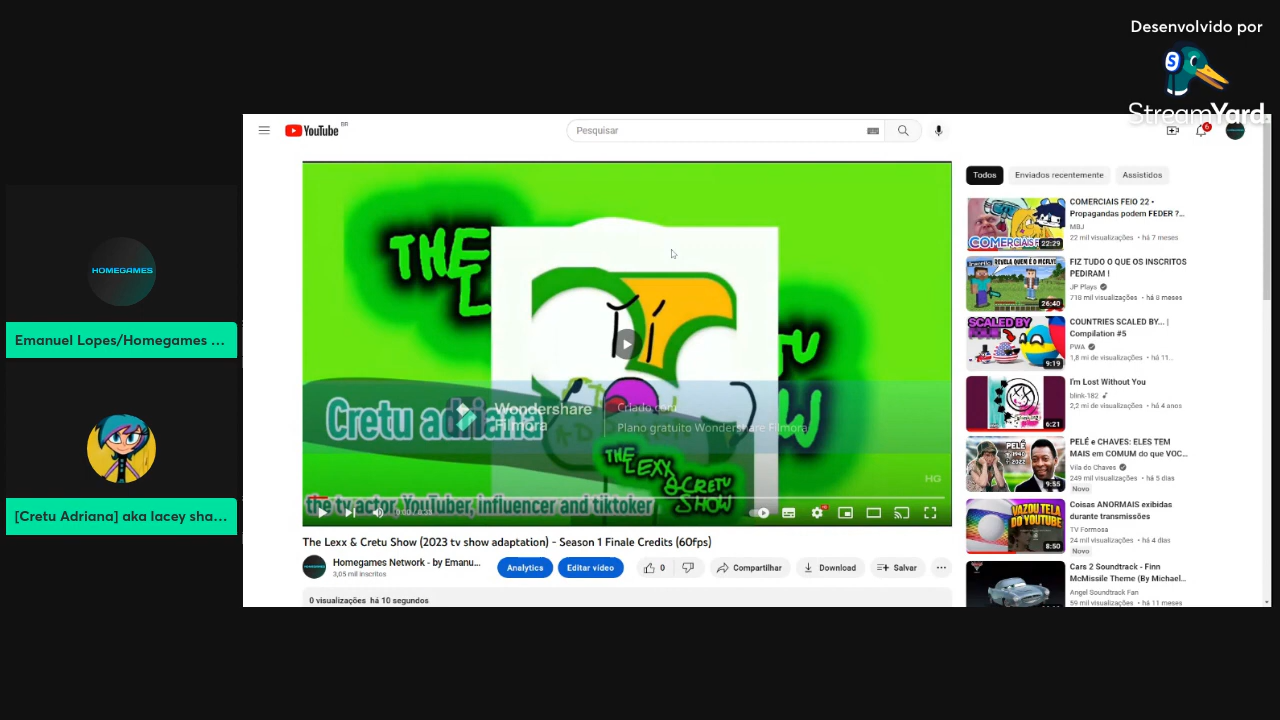 Desenvolvido por
StreamYard
HOMEGAMES
Emanuel Lopes/Homegames ...
[Cretu Adriana] aka lacey sha...
YouTube BR
Pesquisar
6
THE
L
SHOW
Cretu adriana
Wondershare
Filmora
Criado com
Plano gratuito Wondershare Filmora
THE LEXX
& CRETU
SHOW
HG
the tv actor, YouTuber, influencer and tiktoker
The Lexx & Cretu Show (2023 tv show adaptation) - Season 1 Finale Credits (60fps)
Homegames Network - by Emanu...
3,05 mil inscritos
Analytics
Editar vídeo
0
Compartilhar
Download
Salvar
0 visualizações há 10 segundos
Todos
Enviados recentemente
Assistidos
COMERCIAIS
22:29
COMERCIAIS FEIO 22 •
Propagandas podem FEDER ?...
MBJ
22 mil visualizações • há 7 meses
26:40
FIZ TUDO O QUE OS INSCRITOS
PEDIRAM !
JP Plays
718 mil visualizações • há 8 meses
SCALED BY
9:19
COUNTRIES SCALED BY... |
Compilation #5
PWA
1,8 mi de visualizações • há 11...
6:21
I'm Lost Without You
blink-182
2,2 mi de visualizações • há 4 anos
9:55
PELÉ e CHAVES: ELES TEM
MAIS em COMUM do que VOC...
Vila do Chaves
249 mil visualizações • há 5 dias
Novo
VAZOU TELA
DO YOUTUBE
8:50
Coisas ANORMAIS exibidas
durante transmissões
TV Formosa
24 mil visualizações • há 4 dias
Novo
Cars 2 Soundtrack - Finn
McMissile Theme (By Michael...
Angel Soundtrack Fan
59 mil visualizações • há 11 meses